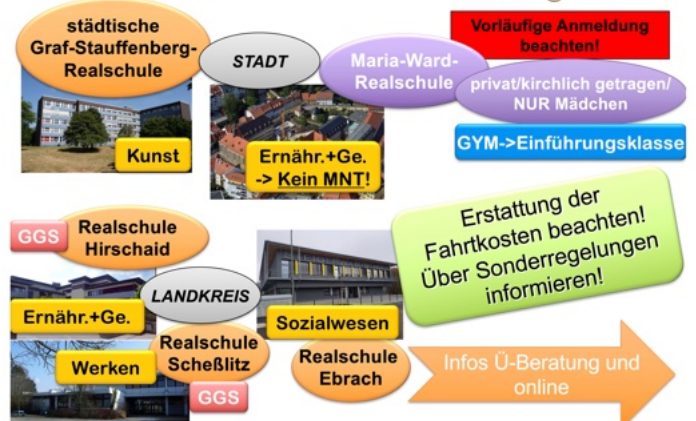 städtische
Graf-Stauffenberg-
Realschule
Kunst
STADT
Ernähr.+Ge.
-> Kein MNT!
Maria-Ward-
Realschule
Vorläufige Anmeldung
beachten!
privat/kirchlich getragen/
NUR Mädchen
GYM->Einführungsklasse
GGS
Realschule
Hirschaid
Ernähr.+Ge.
LANDKREIS
Werken
Realschule
Scheßlitz
GGS
Sozialwesen
Realschule
Ebrach
Erstattung der
Fahrtkosten beachten!
Über Sonderregelungen
informieren!
Infos Ü-Beratung und
online